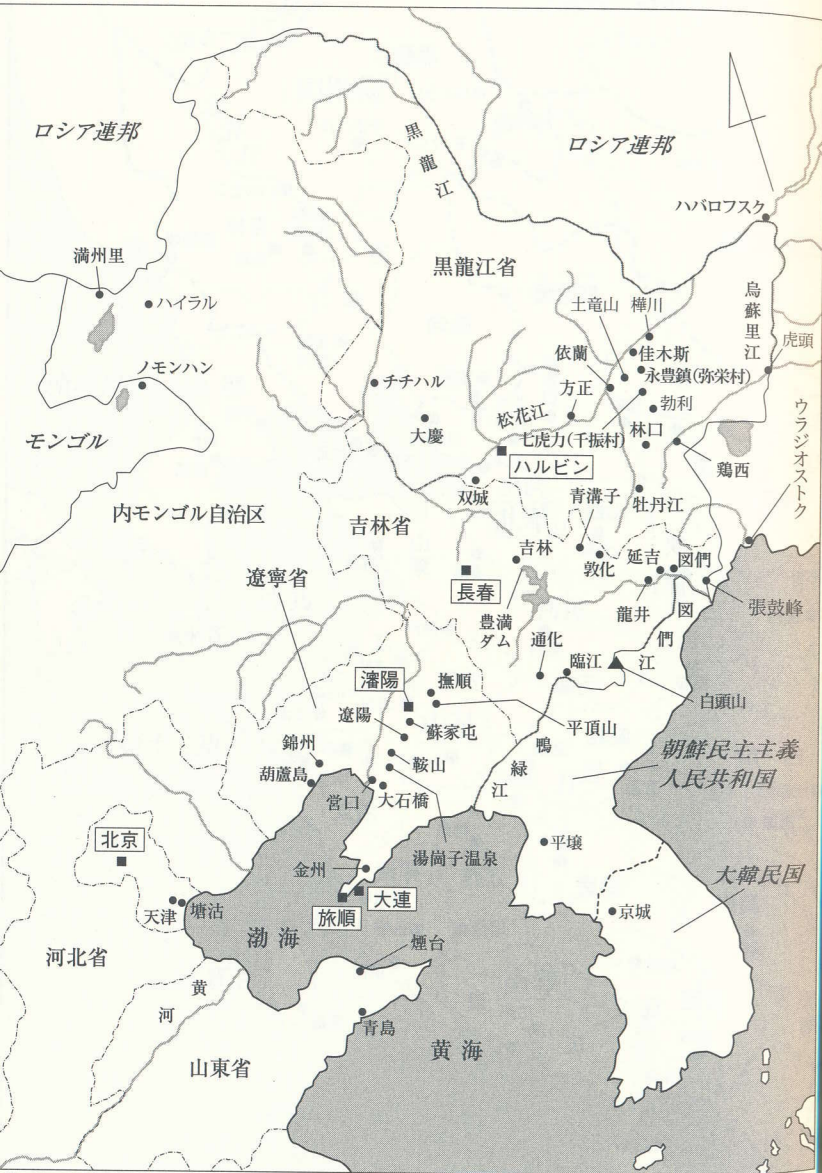 ロシア連邦
黒龍江
ロシア連邦
ハバロフスク
満州里
ハイラル
黒龍江省
烏蘇里江
土竜山
樺川
虎頭
佳木斯
依蘭
永豊鎮(弥栄村)
ノモンハン
チチハル
方正
勃利
松花江
大慶
七虎力(千振村)
林口
ウラジオストク
モンゴル
ハルビン
鶏西
双城
青溝子
牡丹江
内モンゴル自治区
吉林省
吉林
敦化
延吉
図們
遼寧省
長春
龍井
張鼓峰
豊満
ダム
図們江
通化
臨江
白頭山
瀋陽
撫順
遼陽
蘇家屯
平頂山
鴨緑江
朝鮮民主主義
人民共和国
錦州
葫蘆島
鞍山
営口
大石橋
北京
平壌
湯崗子温泉
金州
大連
大韓民国
旅順
天津
塘沽
京城
渤海
煙台
河北省
黄河
青島
黄海
山東省